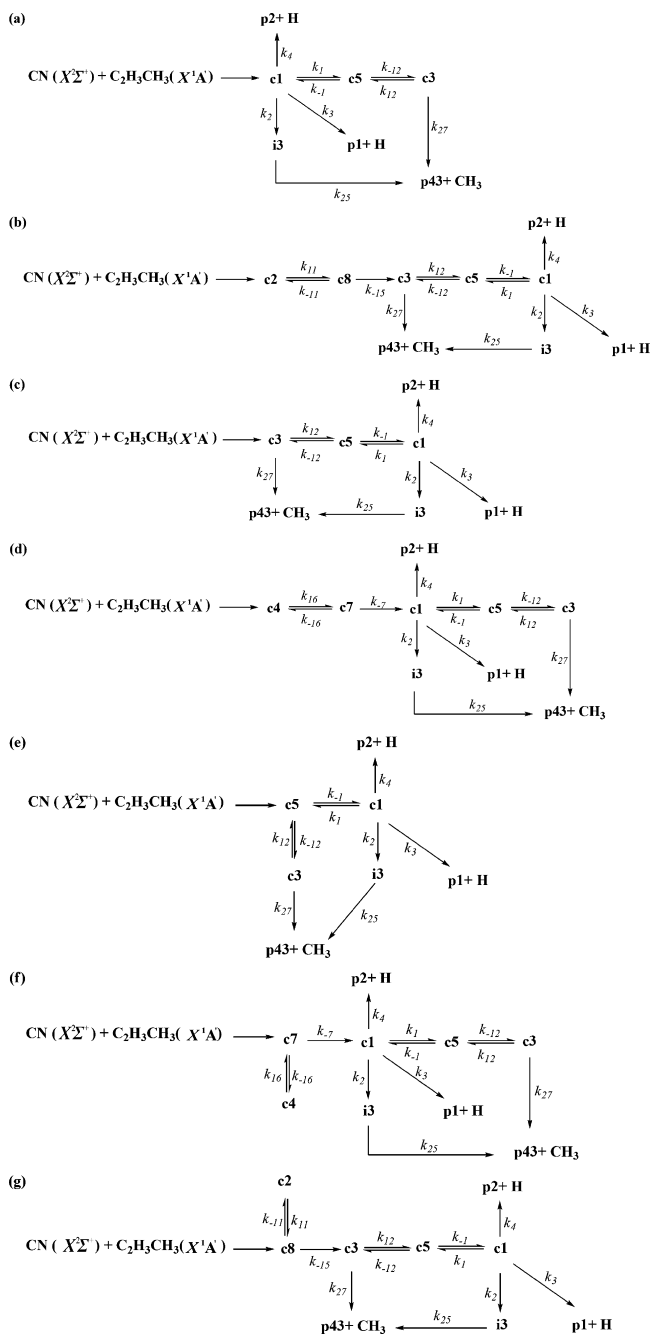 (a)
p2+ H
k4
CN (X²Σ⁺) + C2H3CH3(X¹A') c1 k1 k-1 c5 k-12 k12 c3
k2 k3
k27
i3 p1+ H
k25 p43+ CH3
(b)
p2+ H
k4
CN (X²Σ⁺) + C2H3CH3(X¹A') c2 k11 k-11 c8 k-15 c3 k12 k-12 c5 k-1 k1 c1
k27 k2 k3
p43+ CH3 k25 i3 p1+ H
(c)
p2+ H
k4
CN (X²Σ⁺) + C2H3CH3(X¹A') c3 k12 k-12 c5 k-1 k1 c1
k27 k2 k3
p43+ CH3 k25 i3 p1+ H
(d)
p2+ H
k4
CN (X²Σ⁺) + C2H3CH3(X¹A') c4 k16 k-16 c7 k-7 c1 k1 k-1 c5 k-12 k12 c3
k2 k3
k27
i3 p1+ H
k25 p43+ CH3
(e)
p2+ H
k4
CN (X²Σ⁺) + C2H3CH3(X¹A') c5 k-1 k1 c1
k12 k-12 k2 k3
c3 i3 p1+ H
k27 k25
p43+ CH3
(f)
p2+ H
k4
CN (X²Σ⁺) + C2H3CH3(X¹A') c7 k-7 c1 k1 k-1 c5 k-12 k12 c3
k16 k-16 k2 k3
k27
c4 i3 p1+ H
k25 p43+ CH3
(g)
c2 p2+ H
k-11 k11 k4
CN (X²Σ⁺) + C2H3CH3(X¹A') c8 k-15 c3 k12 k-12 c5 k-1 k1 c1
k27 k2 k3
p43+ CH3 k25 i3 p1+ H